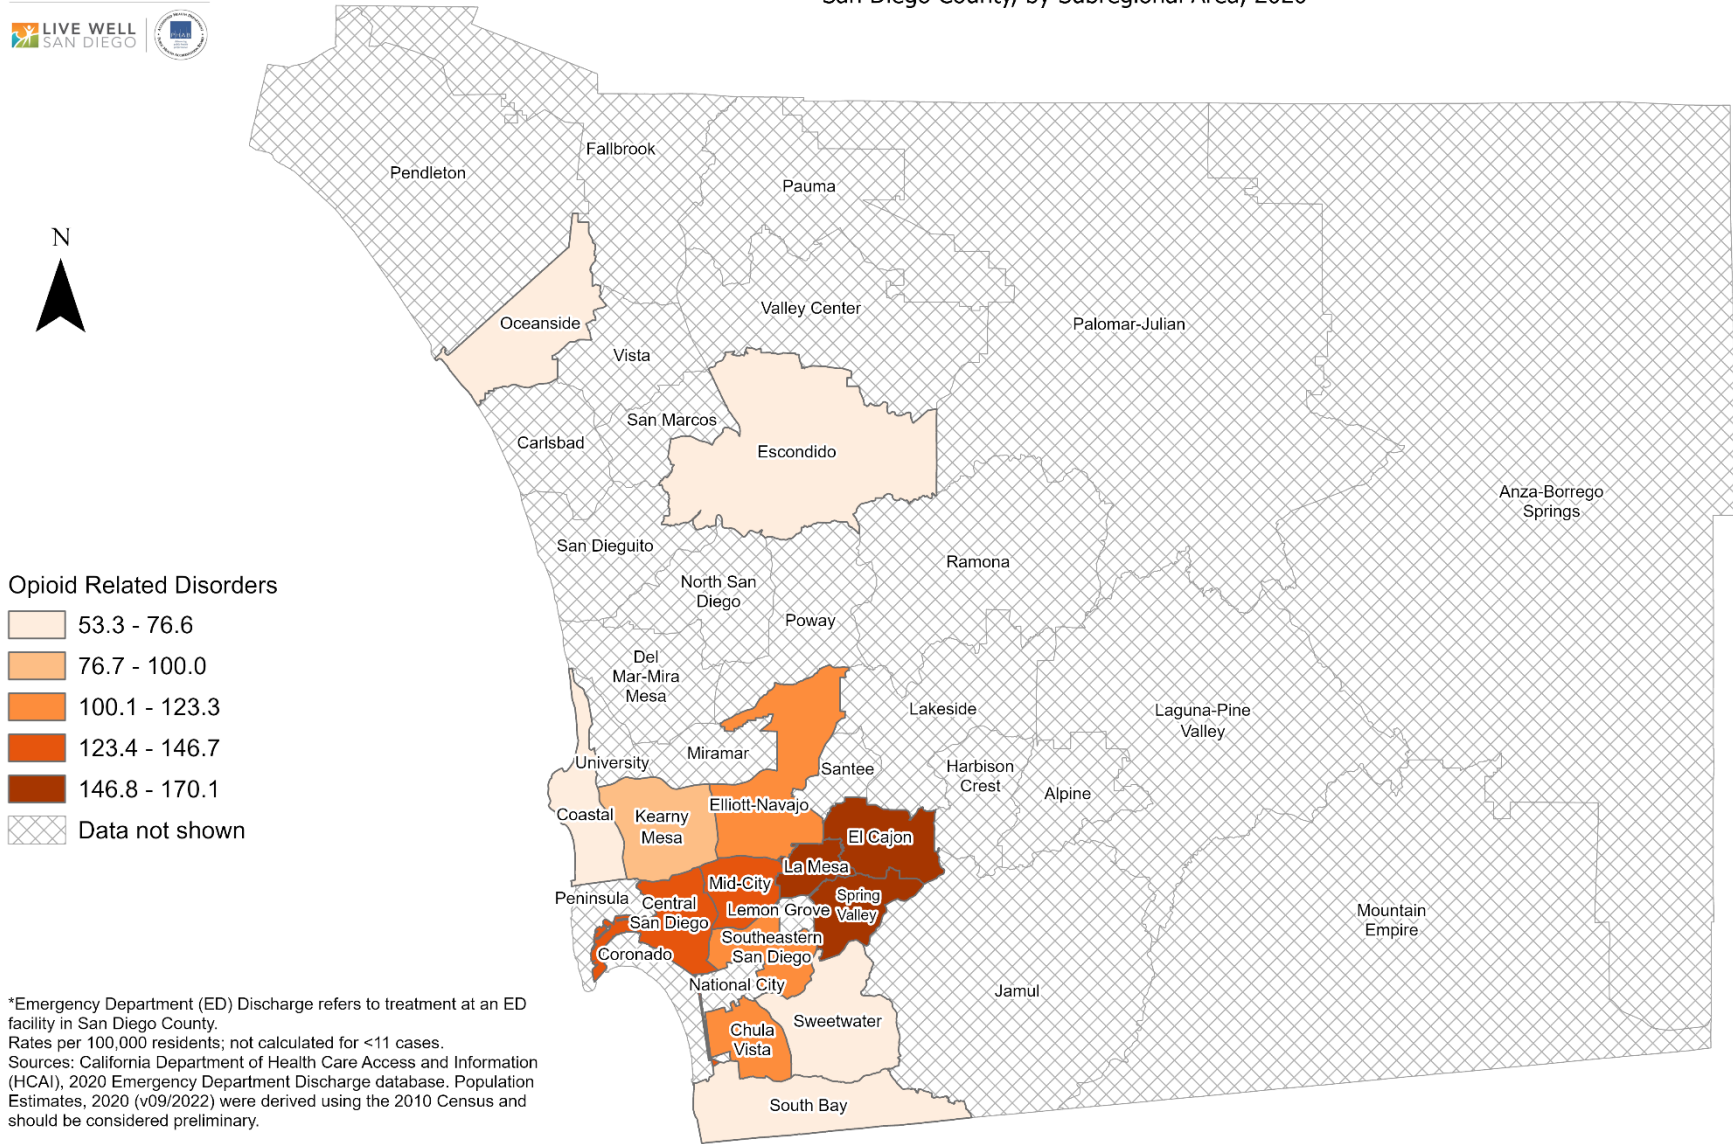 San Diego County, by Subregional Area, 2020
LIVE WELL
SAN DIEGO
PHAB
N
Fallbrook
Pendleton
Pauma
Oceanside
Valley Center
Palomar-Julian
Vista
San Marcos
Carlsbad
Escondido
Anza-Borrego
Springs
San Dieguito
Ramona
North San
Diego
Poway
Del
Mar-Mira
Mesa
Lakeside
Laguna-Pine
Valley
Miramar
University
Santee
Harbison
Crest
Alpine
Coastal
Kearny
Mesa
Elliott-Navajo
El Cajon
La Mesa
Mid-City
Peninsula
Central
San Diego
Lemon Grove
Spring
Valley
Mountain
Empire
Southeastern
San Diego
Coronado
National City
Jamul
Sweetwater
Chula
Vista
South Bay
Opioid Related Disorders
53.3 - 76.6
76.7 - 100.0
100.1 - 123.3
123.4 - 146.7
146.8 - 170.1
Data not shown
*Emergency Department (ED) Discharge refers to treatment at an ED
facility in San Diego County.
Rates per 100,000 residents; not calculated for <11 cases.
Sources: California Department of Health Care Access and Information
(HCAI), 2020 Emergency Department Discharge database. Population
Estimates, 2020 (v09/2022) were derived using the 2010 Census and
should be considered preliminary.